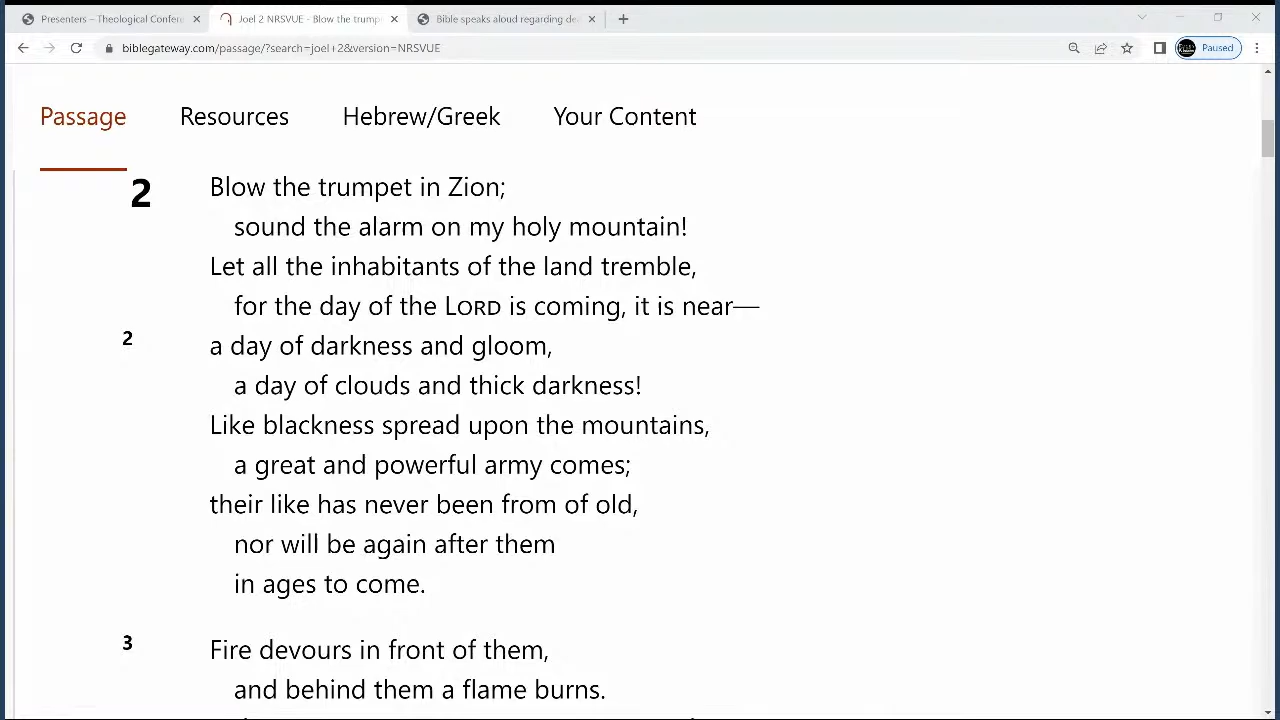 Presenters – Theological Confere
Joel 2 NRSVUE - Blow the trump
Bible speaks aloud regarding de
biblegateway.com/passage/?search=joel+2&version=NRSVUE
Paused
Passage Resources Hebrew/Greek Your Content
2 Blow the trumpet in Zion;
sound the alarm on my holy mountain!
Let all the inhabitants of the land tremble,
for the day of the LORD is coming, it is near—
2 a day of darkness and gloom,
a day of clouds and thick darkness!
Like blackness spread upon the mountains,
a great and powerful army comes;
their like has never been from of old,
nor will be again after them
in ages to come.
3 Fire devours in front of them,
and behind them a flame burns.